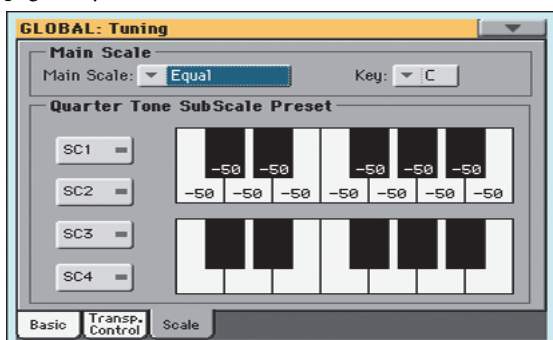 GLOBAL: Tuning
Main Scale
Main Scale: Equal Key: C
Quarter Tone SubScale Preset
SC1
-50 -50 -50 -50 -50
SC2
-50 -50 -50 -50 -50 -50 -50
SC3
SC4
Basic Transp. Control Scale